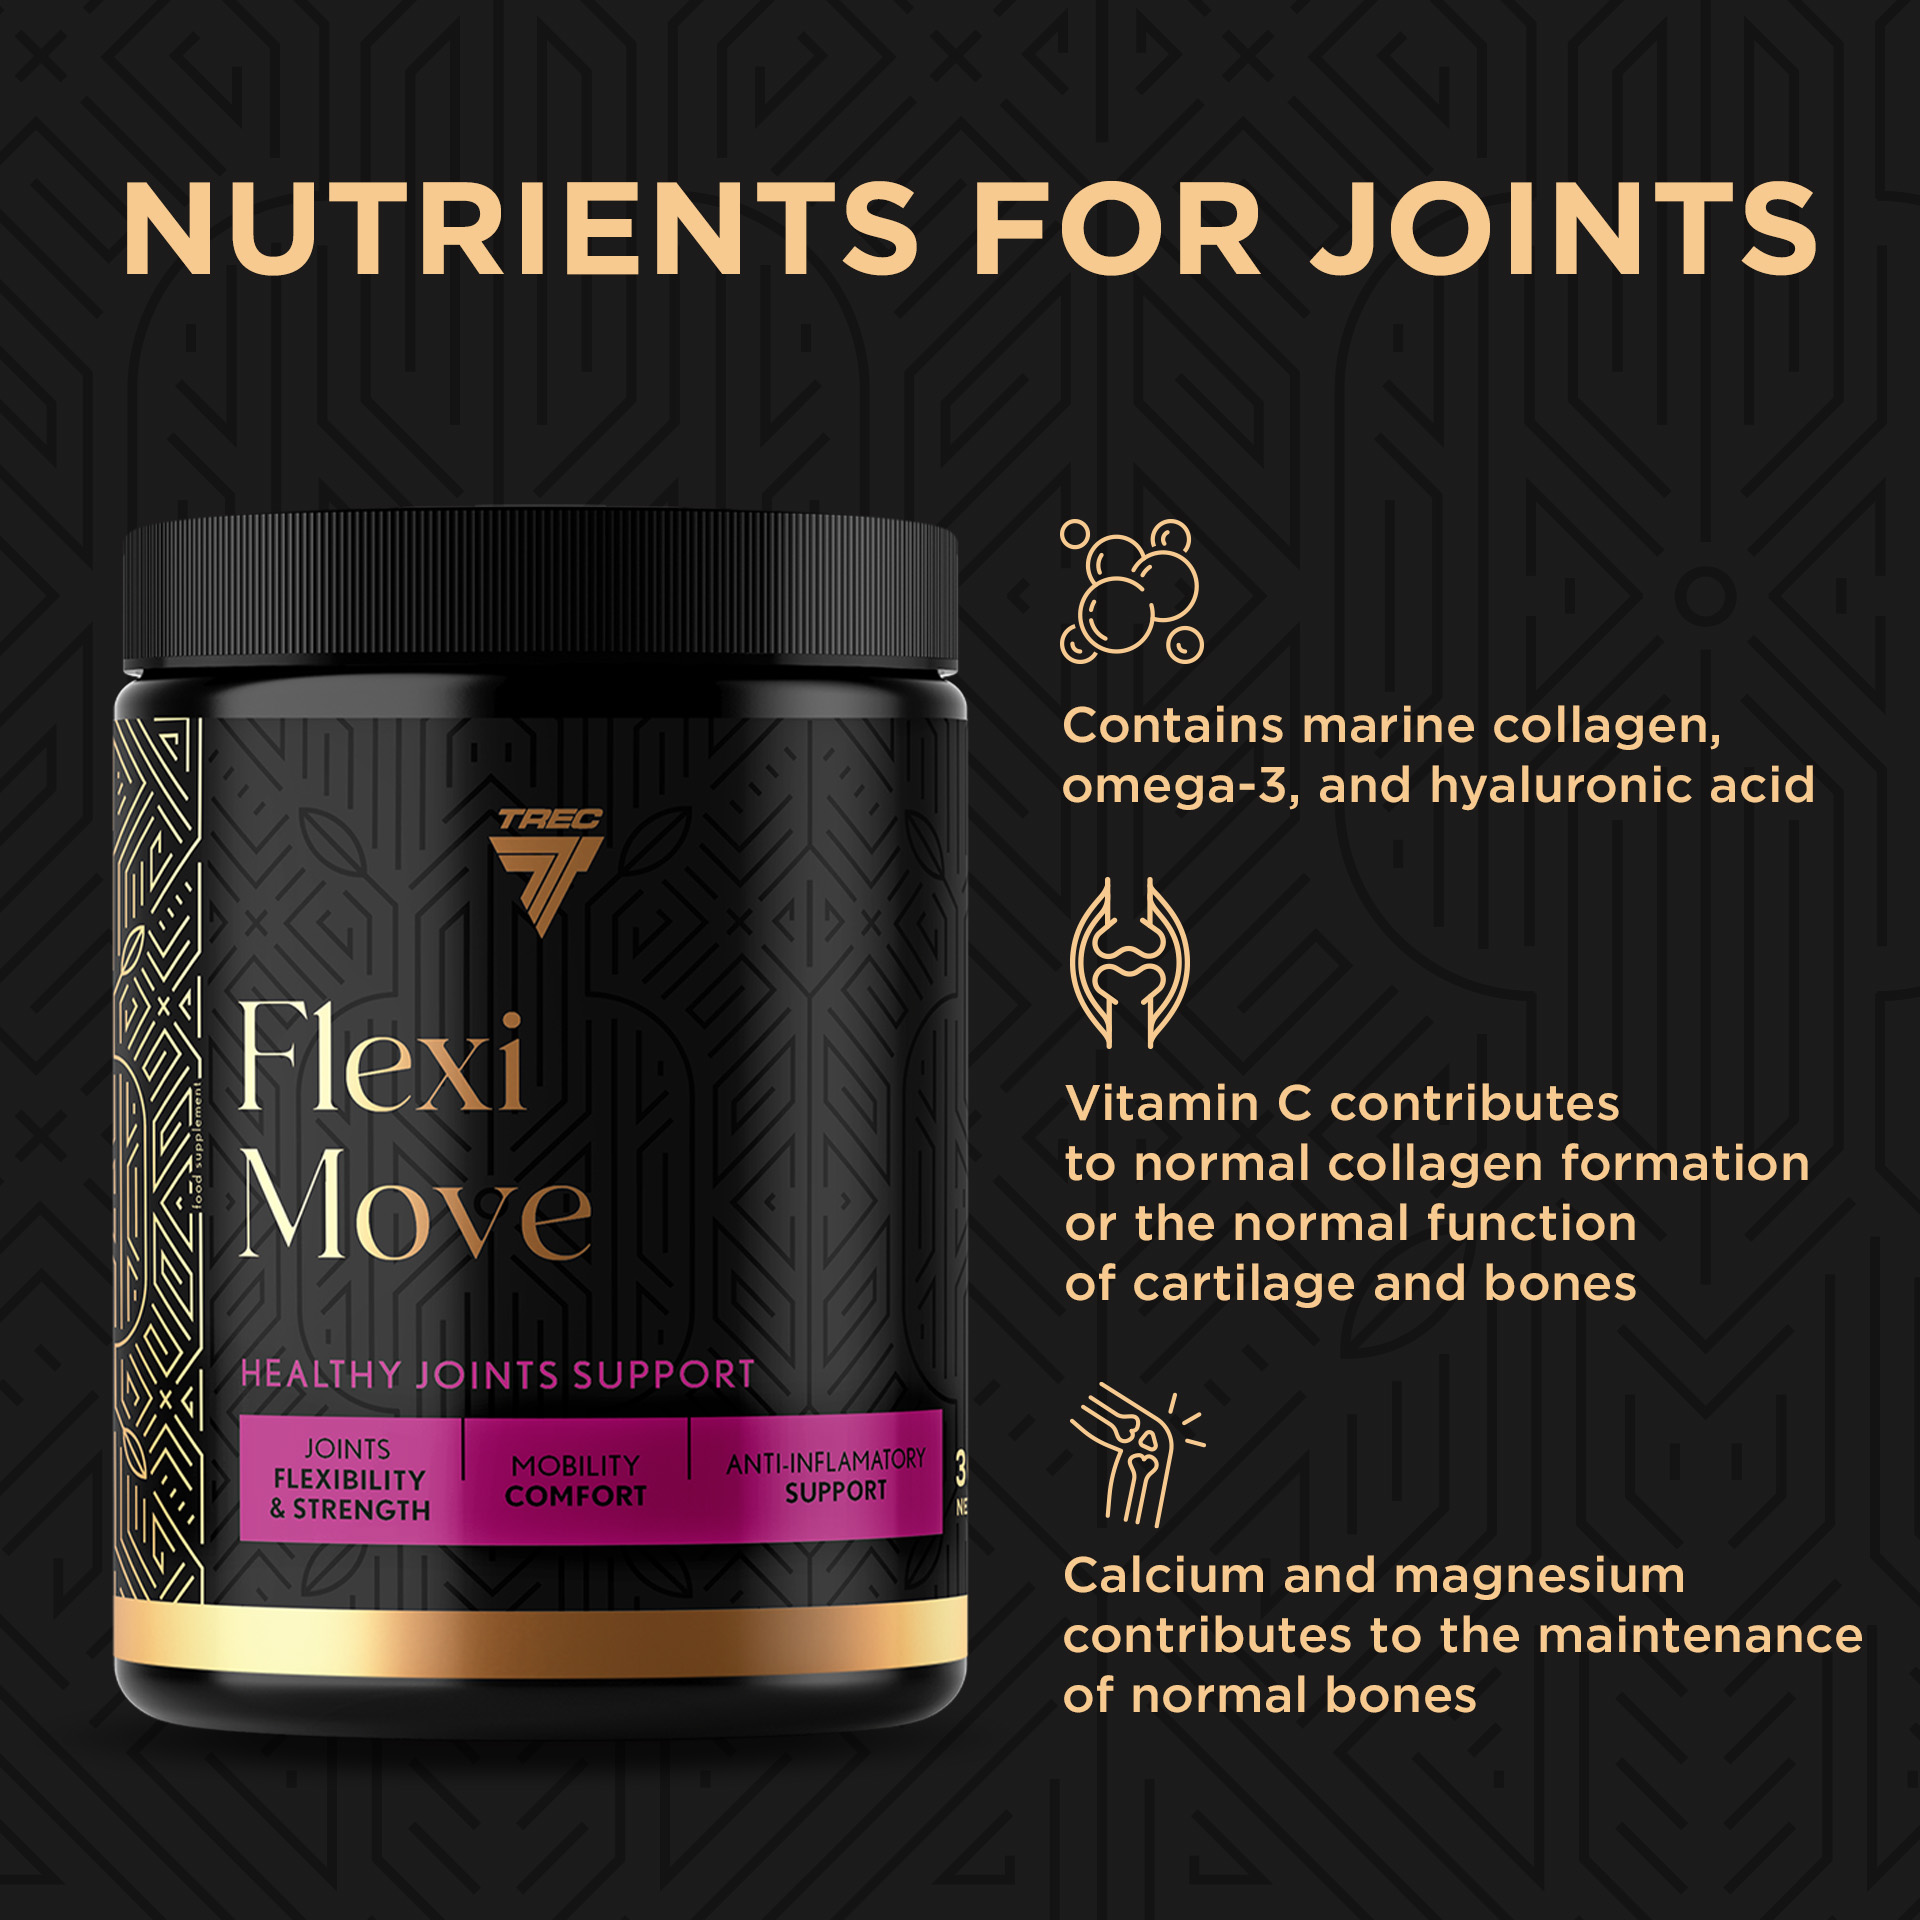 NUTRIENTS FOR JOINTS
Contains marine collagen,
omega-3, and hyaluronic acid
Vitamin C contributes
to normal collagen formation
or the normal function
of cartilage and bones
Calcium and magnesium
contributes to the maintenance
of normal bones
TREC
Flexi
Move
food supplement
HEALTHY JOINTS SUPPORT
JOINTS
FLEXIBILITY
& STRENGTH
MOBILITY
COMFORT
ANTI-INFLAMATORY
SUPPORT